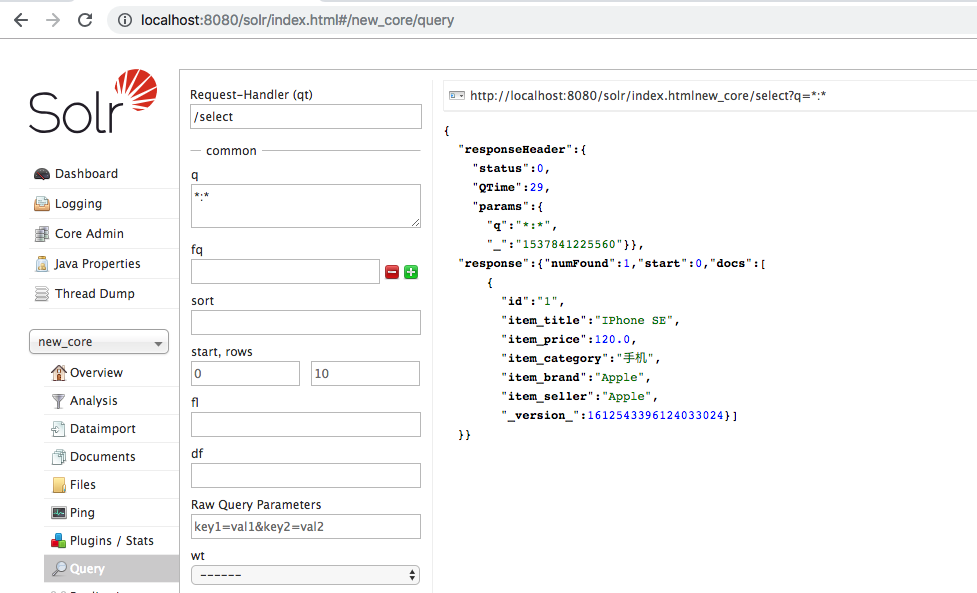 localhost:8080/solr/index.html#/new_core/query
Solr
Dashboard
Logging
Core Admin
Java Properties
Thread Dump
new_core
Overview
Analysis
Dataimport
Documents
Files
Ping
Plugins / Stats
Query
Request-Handler (qt)
/select
common
q
*:*
fq
sort
start, rows
0
10
fl
df
Raw Query Parameters
key1=val1&key2=val2
wt
------
http://localhost:8080/solr/index.htmlnew_core/select?q=*:*
{
"responseHeader":{
"status":0,
"QTime":29,
"params":{
"q":"*:*",
"_":"1537841225560"}},
"response":{"numFound":1,"start":0,"docs":[
{
"id":"1",
"item_title":"IPhone SE",
"item_price":120.0,
"item_category":"手机",
"item_brand":"Apple",
"item_seller":"Apple",
"_version_":1612543396124033024}]
}}